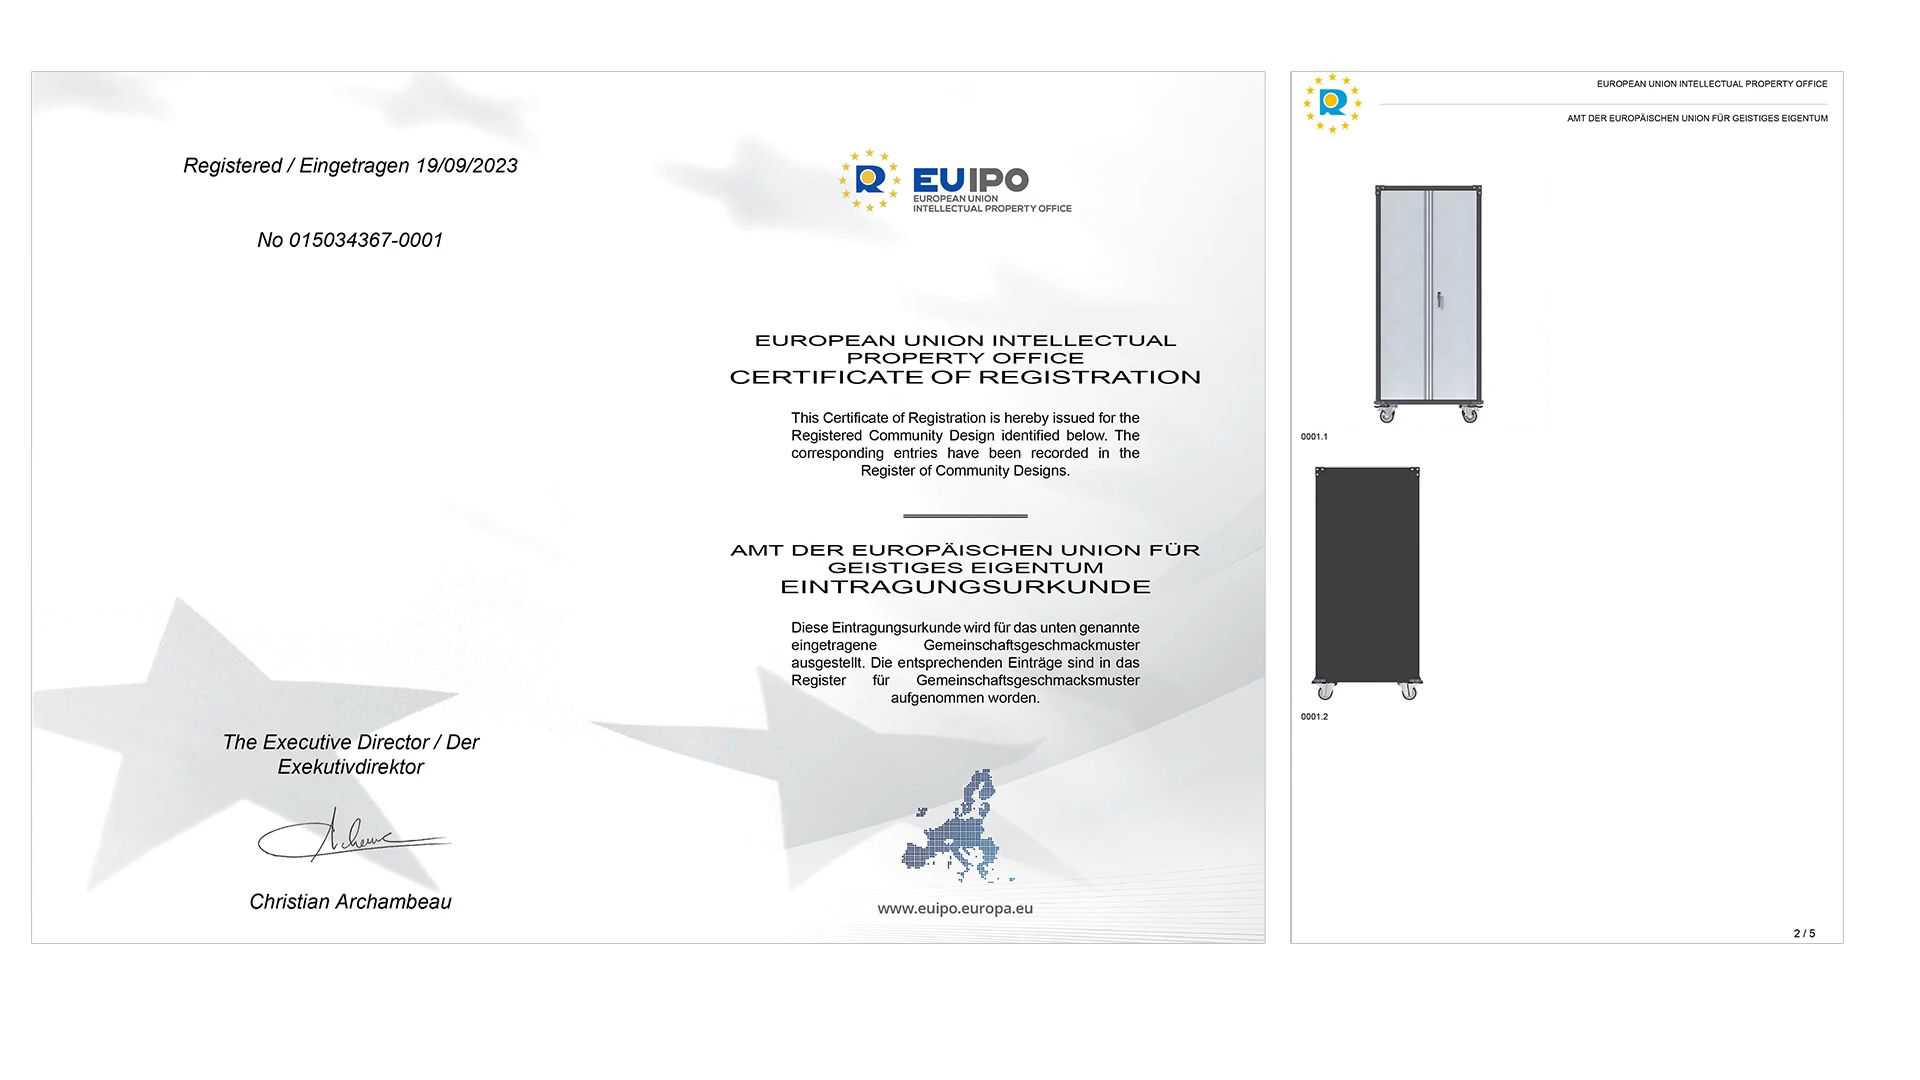 Registered / Eingetragen 19/09/2023
No 015034367-0001
The Executive Director / Der
Exekutivdirektor
Christian Archambeau
R
EUIPO
EUROPEAN UNION
INTELLECTUAL PROPERTY OFFICE
EUROPEAN UNION INTELLECTUAL
PROPERTY OFFICE
CERTIFICATE OF REGISTRATION
This Certificate of Registration is hereby issued for the
Registered Community Design identified below. The
corresponding entries have been recorded in the
Register of Community Designs.
AMT DER EUROPÄISCHEN UNION FÜR
GEISTIGES EIGENTUM
EINTRAGUNGSURKUNDE
Diese Eintragungsurkunde wird für das unten genannte
eingetragene Gemeinschaftsgeschmackmuster
ausgestellt. Die entsprechenden Einträge sind in das
Register für Gemeinschaftsgeschmacksmuster
aufgenommen worden.
www.euipo.europa.eu
R
EUROPEAN UNION INTELLECTUAL PROPERTY OFFICE
AMT DER EUROPÄISCHEN UNION FÜR GEISTIGES EIGENTUM
0001.1
0001.2
2 / 5